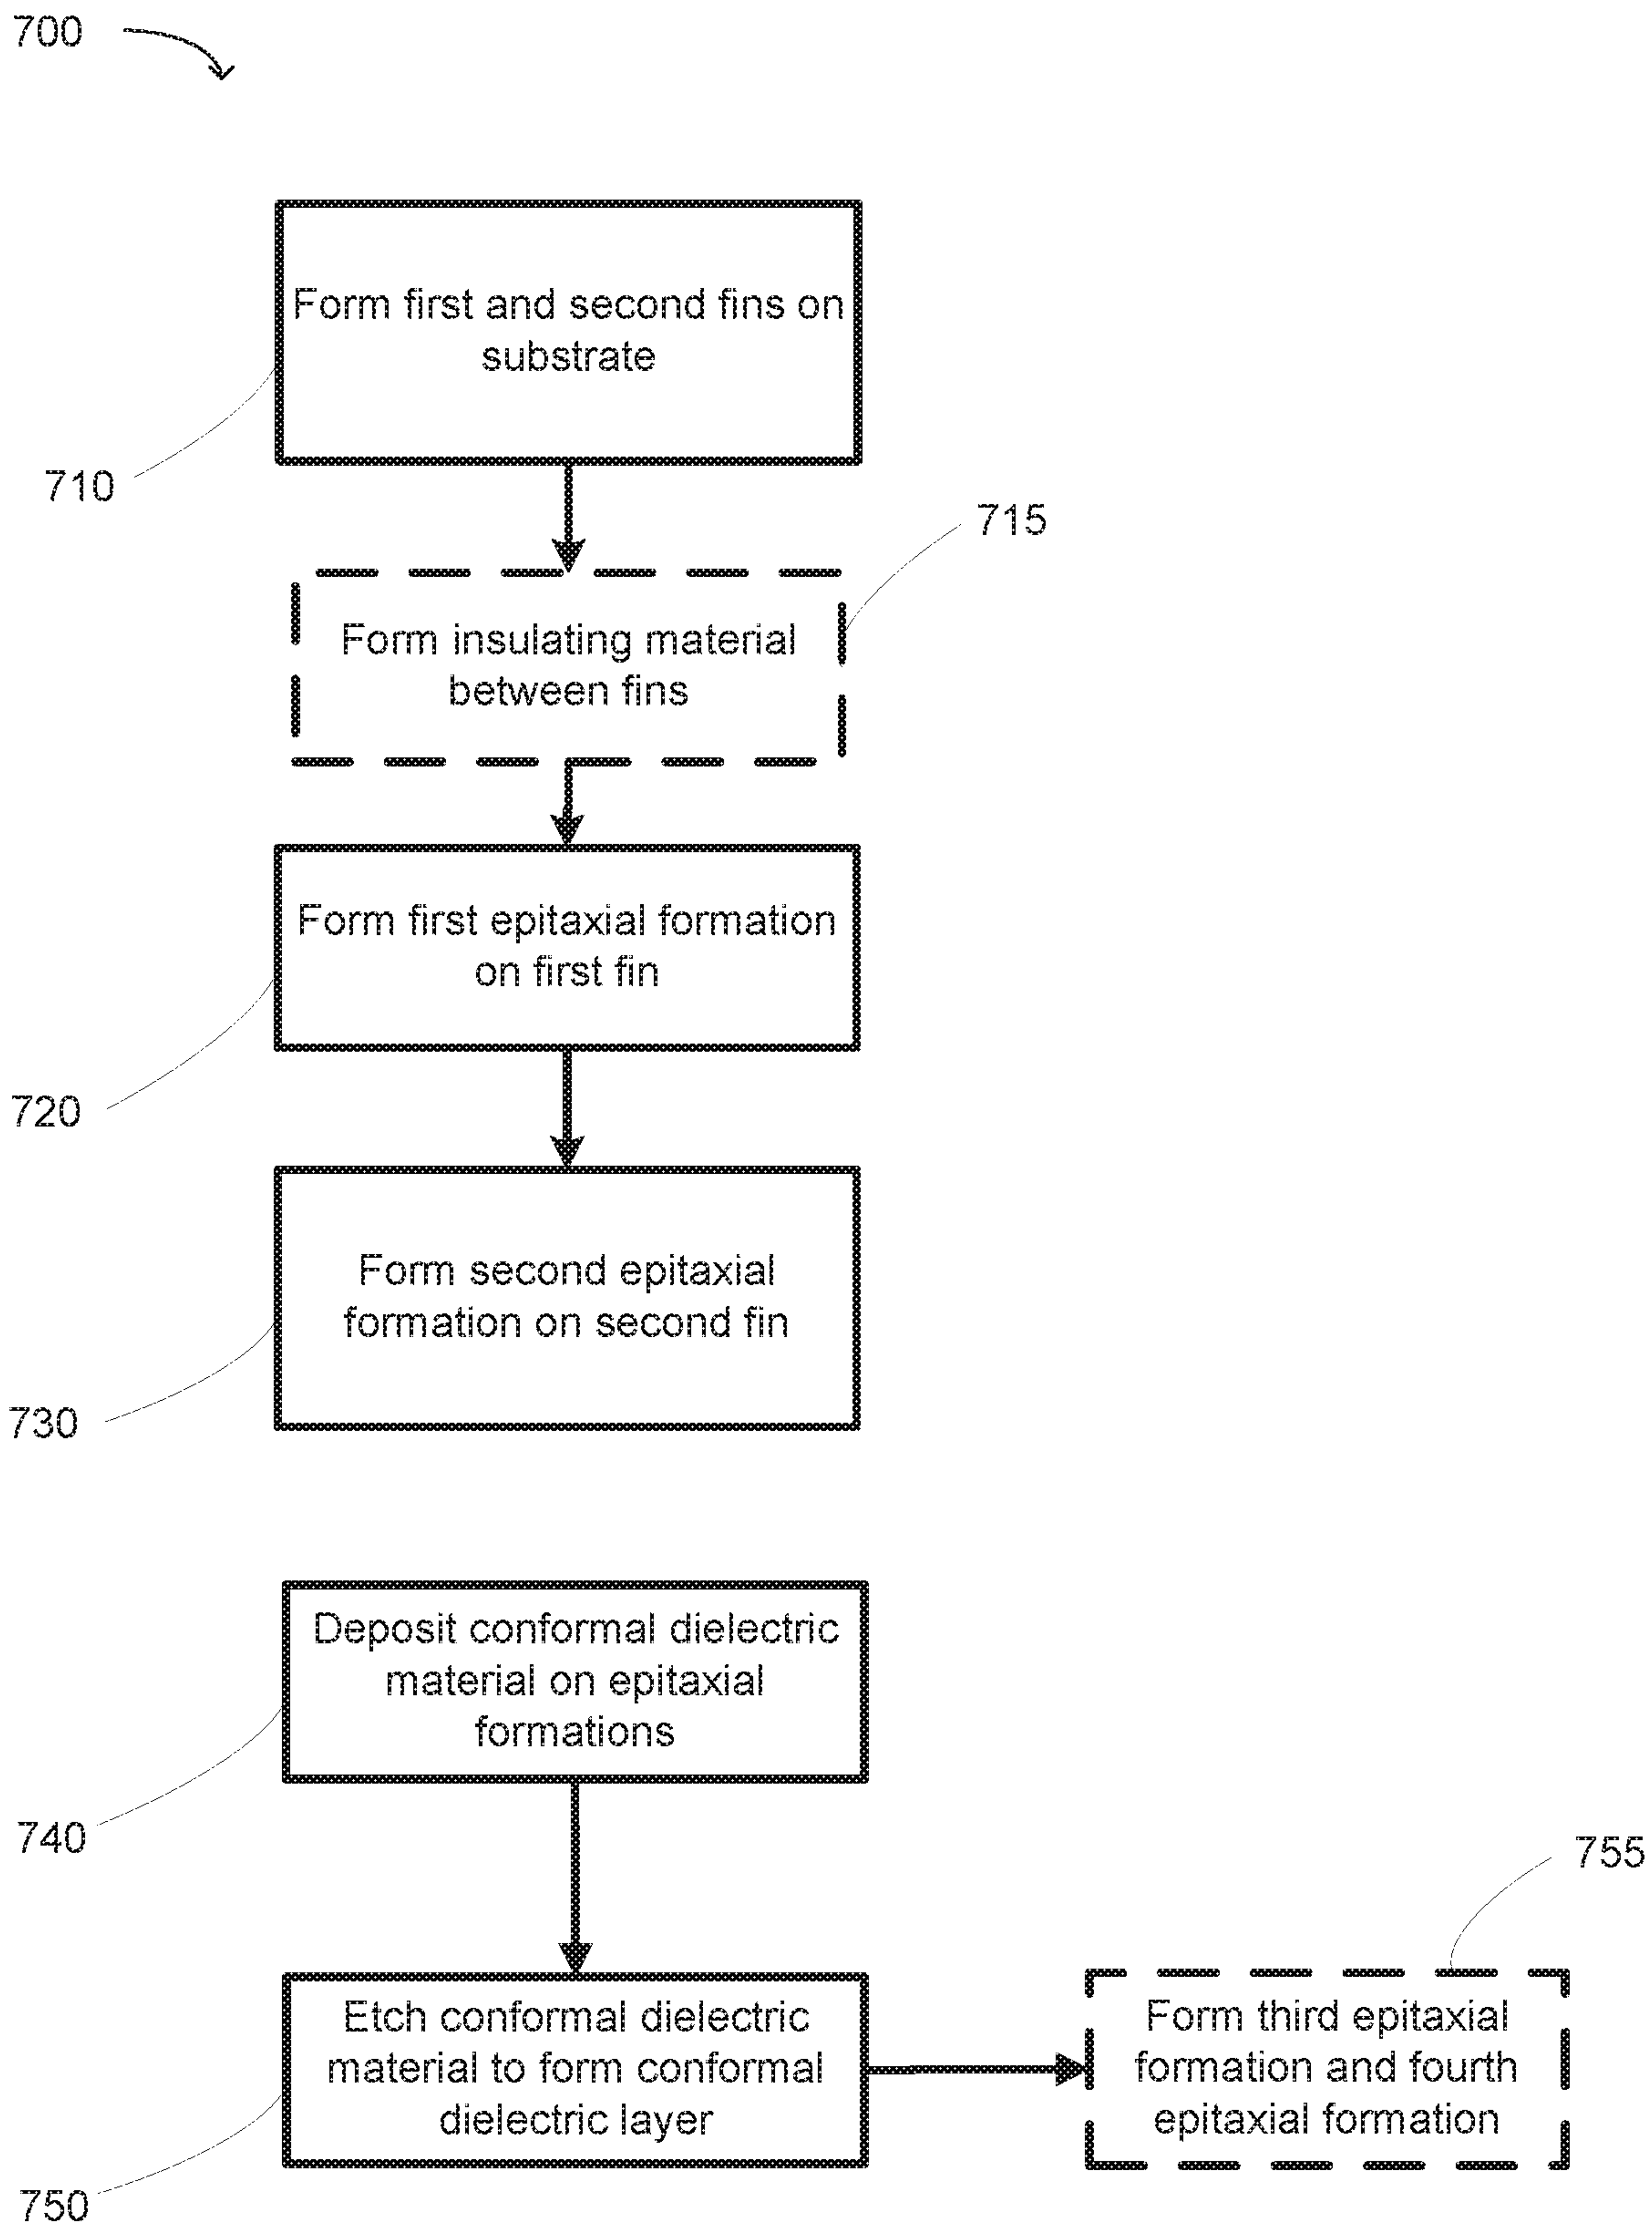 700
Form first and second fins on
substrate
710
715
Form insulating material
between fins
Form first epitaxial formation
on first fin
720
Form second epitaxial
formation on second fin
730
Deposit conformal dielectric
material on epitaxial
formations
740
755
Etch conformal dielectric
material to form conformal
dielectric layer
750
Form third epitaxial
formation and fourth
epitaxial formation